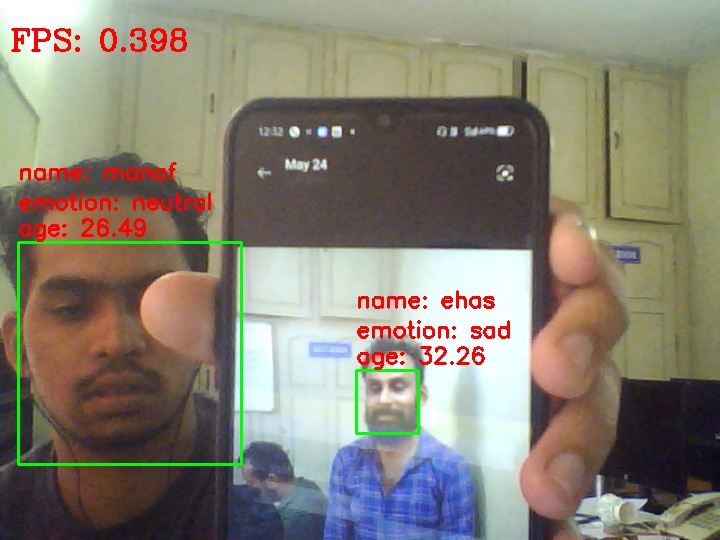 FPS: 0.398
12:32
May 24
name: manaf
emotion: neutral
age: 26.49
name: ehas
emotion: sad
age: 32.26